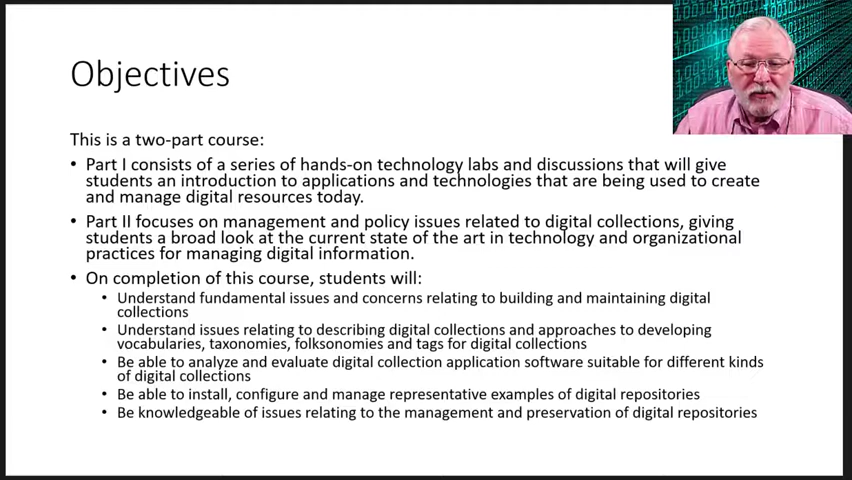 Objectives
This is a two-part course:
• Part I consists of a series of hands-on technology labs and discussions that will give
students an introduction to applications and technologies that are being used to create
and manage digital resources today.
• Part II focuses on management and policy issues related to digital collections, giving
students a broad look at the current state of the art in technology and organizational
practices for managing digital information.
• On completion of this course, students will:
• Understand fundamental issues and concerns relating to building and maintaining digital
collections
• Understand issues relating to describing digital collections and approaches to developing
vocabularies, taxonomies, folksonomies and tags for digital collections
• Be able to analyze and evaluate digital collection application software suitable for different kinds
of digital collections
• Be able to install, configure and manage representative examples of digital repositories
• Be knowledgeable of issues relating to the management and preservation of digital repositories